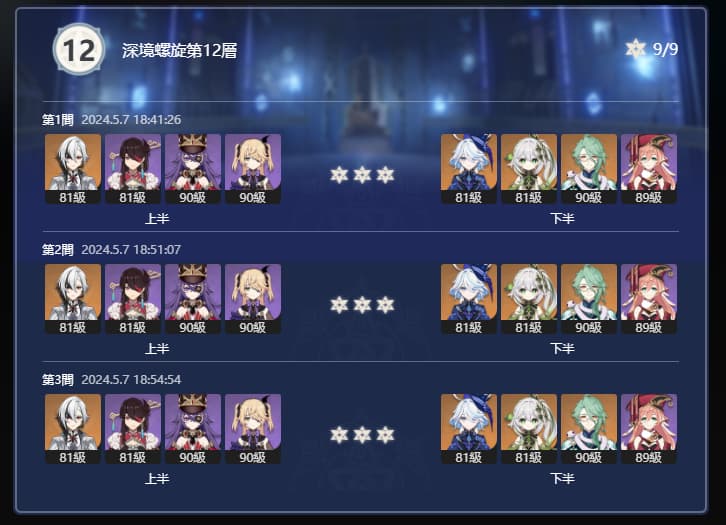 12 深境螺旋第12層 9/9
第1間 2024.5.7 18:41:26
81級 81級 90級 90級 81級 81級 90級 89級
上半 下半
第2間 2024.5.7 18:51:07
81級 81級 90級 90級 81級 81級 90級 89級
上半 下半
第3間 2024.5.7 18:54:54
81級 81級 90級 90級 81級 81級 90級 89級
上半 下半